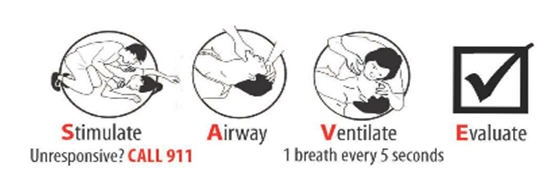 Stimulate Airway Ventilate Evaluate
Unresponsive? CALL 911 1 breath every 5 seconds